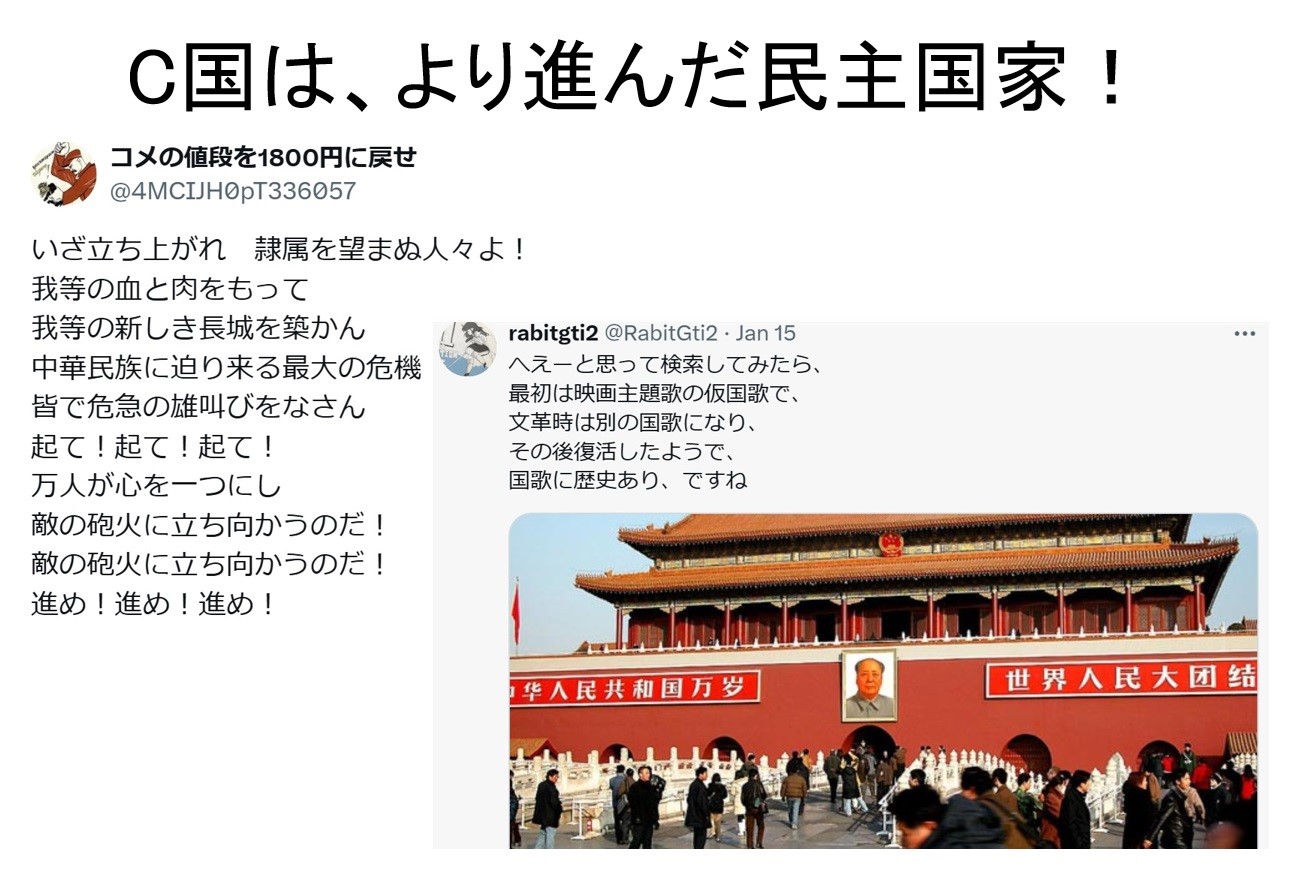 C国は、より進んだ民主国家！
コメの値段を1800円に戻せ
@4MCIJH0pT336057
いざ立ち上がれ　隷属を望まぬ人々よ！
我等の血と肉をもって
我等の新しき長城を築かん
中華民族に迫り来る最大の危機
皆で危急の雄叫びをなさん
起て！起て！起て！
万人が心を一つにし
敵の砲火に立ち向かうのだ！
敵の砲火に立ち向かうのだ！
進め！進め！進め！
rabitgti2 @RabitGti2 · Jan 15
へえーと思って検索してみたら、
最初は映画主題歌の仮国歌で、
文革時は別の国歌になり、
その後復活したようで、
国歌に歴史あり、ですね
华人民共和国万岁
世界人民大团结